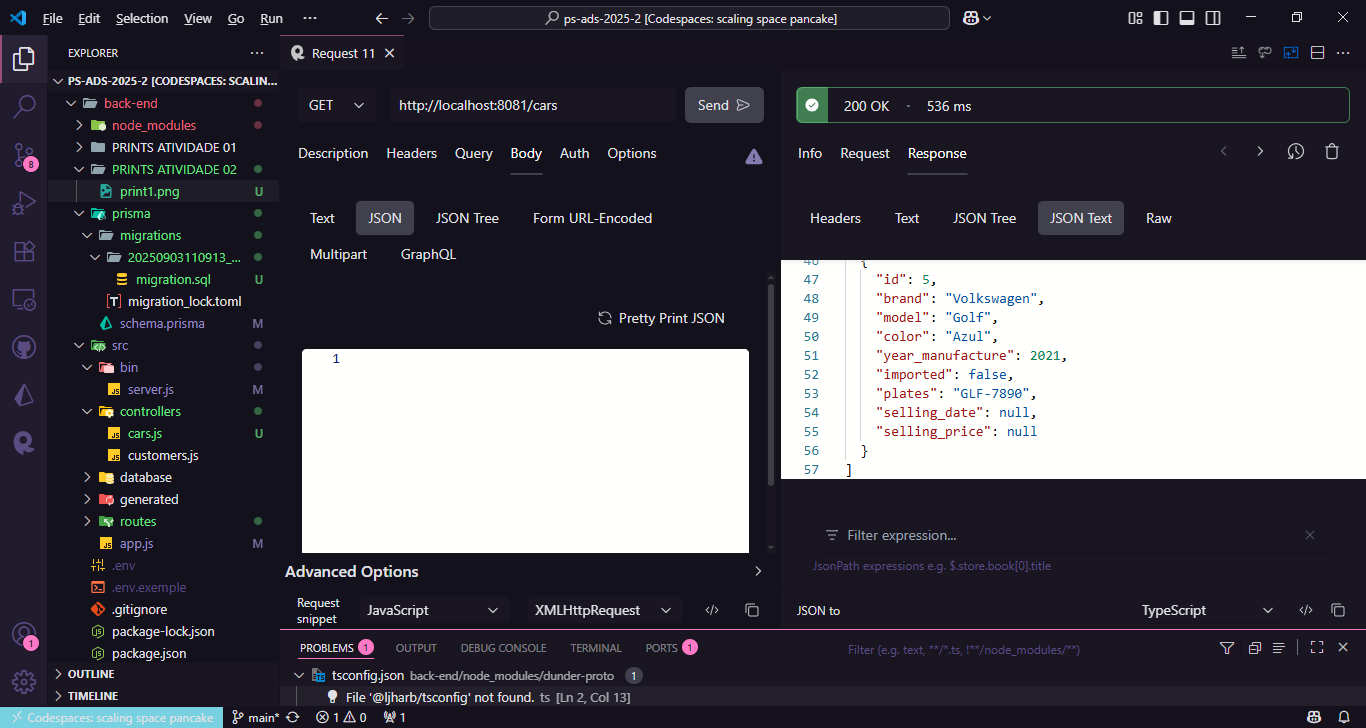 File Edit Selection View Go Run ··· ps-ads-2025-2 [Codespaces: scaling space pancake]
EXPLORER ···
PS-ADS-2025-2 [CODESPACES: SCALIN...
back-end
node_modules
PRINTS ATIVIDADE 01
PRINTS ATIVIDADE 02
print1.png U
prisma
migrations
20250903110913_...
migration.sql U
migration_lock.toml
schema.prisma M
src
bin
server.js M
controllers
cars.js U
customers.js
database
generated
routes
app.js M
.env
.env.exemple
.gitignore
package-lock.json
package.json
OUTLINE
TIMELINE
8
1
Request 11
GET http://localhost:8081/cars Send
Description Headers Query Body Auth Options
Text JSON JSON Tree Form URL-Encoded
Multipart GraphQL
Pretty Print JSON
1
Advanced Options
Request snippet JavaScript XMLHttpRequest
200 OK · 536 ms
Info Request Response
Headers Text JSON Tree JSON Text Raw
46 {
47 "id": 5,
48 "brand": "Volkswagen",
49 "model": "Golf",
50 "color": "Azul",
51 "year_manufacture": 2021,
52 "imported": false,
53 "plates": "GLF-7890",
54 "selling_date": null,
55 "selling_price": null
56 }
57 ]
Filter expression...
JsonPath expressions e.g. $.store.book[0].title
JSON to TypeScript
PROBLEMS 1 OUTPUT DEBUG CONSOLE TERMINAL PORTS 1 Filter (e.g. text, **/*.ts, !**/node_modules/**)
tsconfig.json back-end/node_modules/dunder-proto 1
File '@ljharb/tsconfig' not found. ts [Ln 2, Col 13]
Codespaces: scaling space pancake main* 1 0 1